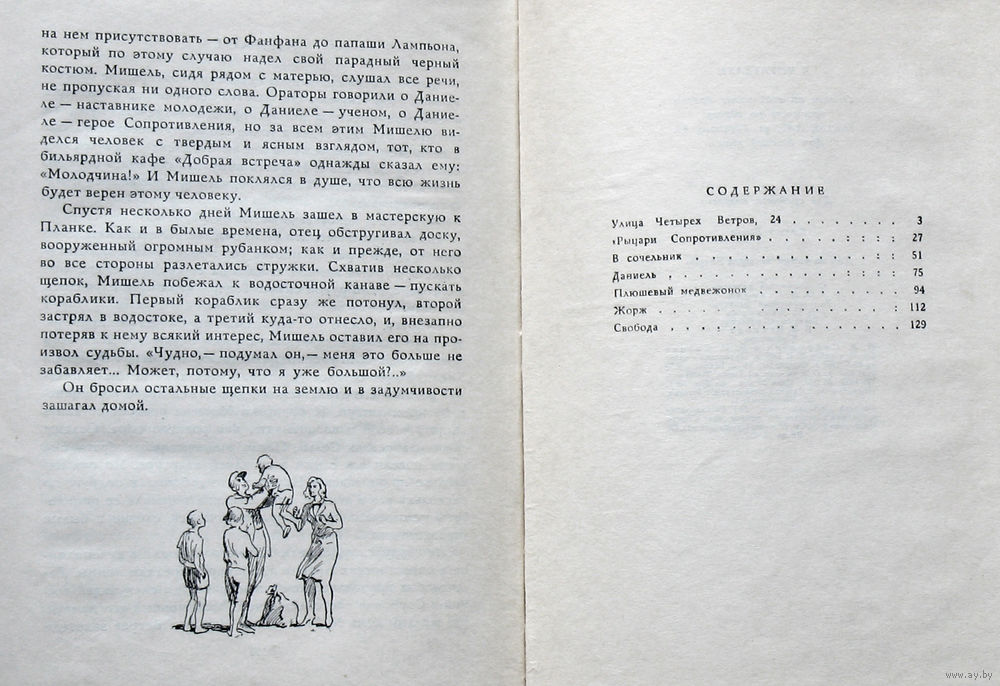 на нем присутствовать — от Фанфана до папаши Лампьона,
который по этому случаю надел свой парадный черный
костюм. Мишель, сидя рядом с матерью, слушал все речи,
не пропуская ни одного слова. Ораторы говорили о Дание-
ле — наставнике молодежи, о Даниеле — ученом, о Дание-
ле — герое Сопротивления, но за всем этим Мишелю ви-
делся человек с твердым и ясным взглядом, тот, кто в
бильярдной кафе «Добрая встреча» однажды сказал ему:
«Молодчина!» И Мишель поклялся в душе, что всю жизнь
будет верен этому человеку.
Спустя несколько дней Мишель зашел в мастерскую к
Планке. Как и в былые времена, отец обстругивал доску,
вооруженный огромным рубанком; как и прежде, от него
во все стороны разлетались стружки. Схватив несколько
щепок, Мишель побежал к водосточной канаве — пускать
кораблики. Первый кораблик сразу же потонул, второй
застрял в водостоке, а третий куда-то отнесло, и, внезапно
потеряв к нему всякий интерес, Мишель оставил его на про-
извол судьбы. «Чудно,— подумал он,— меня это больше не
забавляет... Может, потому, что я уже большой?..»
Он бросил остальные щепки на землю и в задумчивости
зашагал домой.
СОДЕРЖАНИЕ
Улица Четырех Ветров, 24 . . . . . . . . 3
«Рыцари Сопротивления» . . . . . : : : : 27
В сочельник . . . . . . . . . . . . . : : 51
Даниель . . . . . . . . . . . . : : : : 75
Плюшевый медвежонок . . . . . . . . . . 94
Жорж . . . . . . . . . . . . . . . . : 112
Свобода . . . . . . . . . . . . . . . . 129
www.ay.by